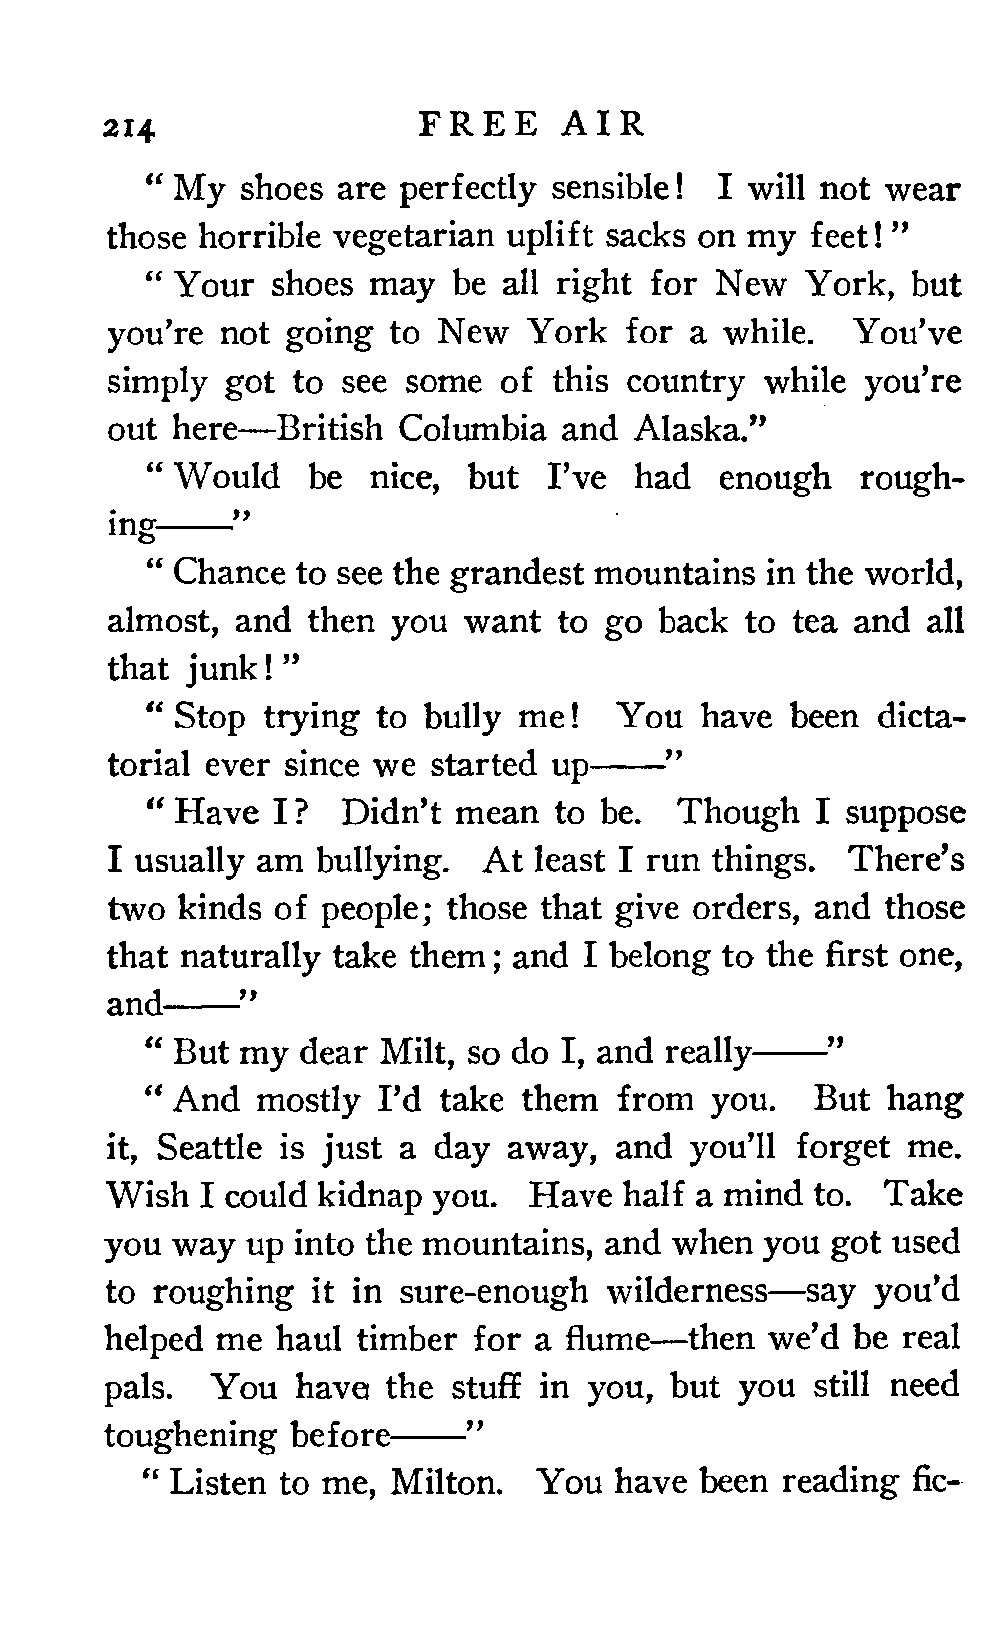 214 FREE AIR
“My shoes are perfectly sensible! I will not wear
those horrible vegetarian uplift sacks on my feet!”
“Your shoes may be all right for New York, but
you’re not going to New York for a while. You’ve
simply got to see some of this country while you’re
out here—British Columbia and Alaska.”
“Would be nice, but I’ve had enough rough-
ing——”
“Chance to see the grandest mountains in the world,
almost, and then you want to go back to tea and all
that junk!”
“Stop trying to bully me! You have been dicta-
torial ever since we started up——”
“Have I? Didn’t mean to be. Though I suppose
I usually am bullying. At least I run things. There’s
two kinds of people; those that give orders, and those
that naturally take them; and I belong to the first one,
and——”
“But my dear Milt, so do I, and really——”
“And mostly I’d take them from you. But hang
it, Seattle is just a day away, and you’ll forget me.
Wish I could kidnap you. Have half a mind to. Take
you way up into the mountains, and when you got used
to roughing it in sure-enough wilderness—say you’d
helped me haul timber for a flume—then we’d be real
pals. You have the stuff in you, but you still need
toughening before——”
“Listen to me, Milton. You have been reading fic-